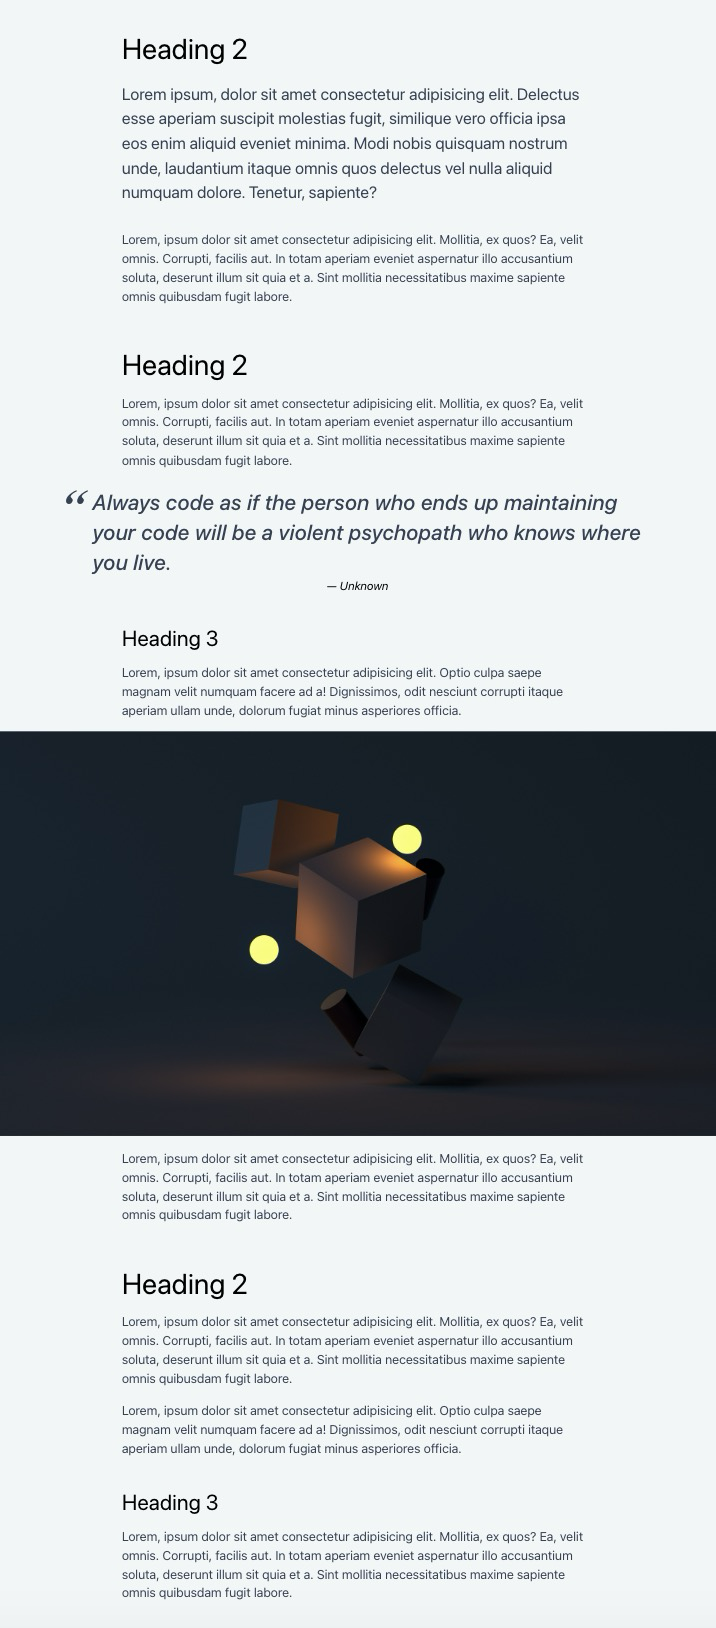 Heading 2
Lorem ipsum, dolor sit amet consectetur adipisicing elit. Delectus
esse aperiam suscipit molestias fugit, similique vero officia ipsa
eos enim aliquid eveniet minima. Modi nobis quisquam nostrum
unde, laudantium itaque omnis quos delectus vel nulla aliquid
numquam dolore. Tenetur, sapiente?
Lorem, ipsum dolor sit amet consectetur adipisicing elit. Mollitia, ex quos? Ea, velit
omnis. Corrupti, facilis aut. In totam aperiam eveniet aspernatur illo accusantium
soluta, deserunt illum sit quia et a. Sint mollitia necessitatibus maxime sapiente
omnis quibusdam fugit labore.
Heading 2
Lorem, ipsum dolor sit amet consectetur adipisicing elit. Mollitia, ex quos? Ea, velit
omnis. Corrupti, facilis aut. In totam aperiam eveniet aspernatur illo accusantium
soluta, deserunt illum sit quia et a. Sint mollitia necessitatibus maxime sapiente
omnis quibusdam fugit labore.
“ Always code as if the person who ends up maintaining
your code will be a violent psychopath who knows where
you live.
— Unknown
Heading 3
Lorem, ipsum dolor sit amet consectetur adipisicing elit. Optio culpa saepe
magnam velit numquam facere ad a! Dignissimos, odit nesciunt corrupti itaque
aperiam ullam unde, dolorum fugiat minus asperiores officia.
Lorem, ipsum dolor sit amet consectetur adipisicing elit. Mollitia, ex quos? Ea, velit
omnis. Corrupti, facilis aut. In totam aperiam eveniet aspernatur illo accusantium
soluta, deserunt illum sit quia et a. Sint mollitia necessitatibus maxime sapiente
omnis quibusdam fugit labore.
Heading 2
Lorem, ipsum dolor sit amet consectetur adipisicing elit. Mollitia, ex quos? Ea, velit
omnis. Corrupti, facilis aut. In totam aperiam eveniet aspernatur illo accusantium
soluta, deserunt illum sit quia et a. Sint mollitia necessitatibus maxime sapiente
omnis quibusdam fugit labore.
Lorem, ipsum dolor sit amet consectetur adipisicing elit. Optio culpa saepe
magnam velit numquam facere ad a! Dignissimos, odit nesciunt corrupti itaque
aperiam ullam unde, dolorum fugiat minus asperiores officia.
Heading 3
Lorem, ipsum dolor sit amet consectetur adipisicing elit. Mollitia, ex quos? Ea, velit
omnis. Corrupti, facilis aut. In totam aperiam eveniet aspernatur illo accusantium
soluta, deserunt illum sit quia et a. Sint mollitia necessitatibus maxime sapiente
omnis quibusdam fugit labore.